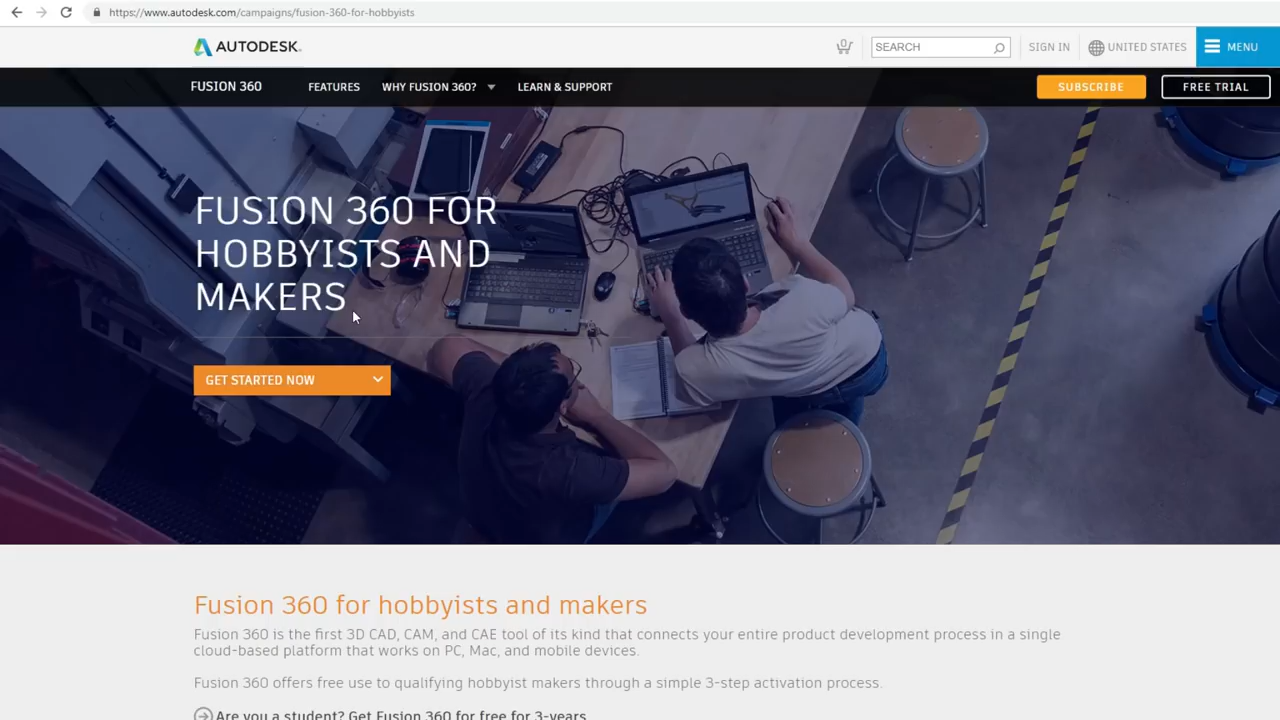 https://www.autodesk.com/campaigns/fusion-360-for-hobbyists
AUTODESK.
0
SEARCH
SIGN IN
UNITED STATES
MENU
FUSION 360
FEATURES
WHY FUSION 360?
LEARN & SUPPORT
SUBSCRIBE
FREE TRIAL
FUSION 360 FOR
HOBBYISTS AND
MAKERS
GET STARTED NOW
Fusion 360 for hobbyists and makers
Fusion 360 is the first 3D CAD, CAM, and CAE tool of its kind that connects your entire product development process in a single
cloud-based platform that works on PC, Mac, and mobile devices.
Fusion 360 offers free use to qualifying hobbyist makers through a simple 3-step activation process.
Are you a student? Get Fusion 360 for free for 3-years